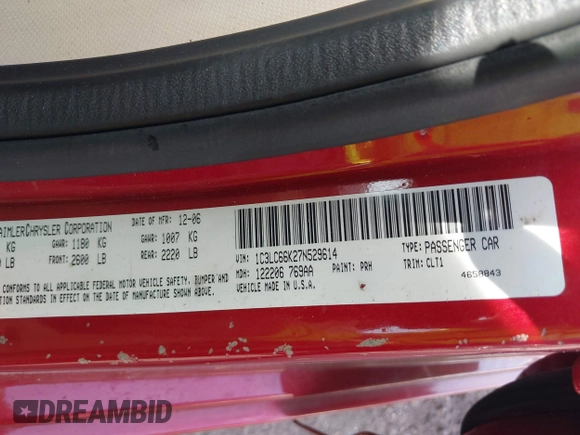 DAIMLERCHRYSLER CORPORATION DATE OF MFR: 12-06
KG GAWR: 1180 KG GAWR: 1007 KG
LB FRONT: 2600 LB REAR: 2220 LB
CONFORMS TO ALL APPLICABLE FEDERAL MOTOR VEHICLE SAFETY, BUMPER AND
STANDARDS IN EFFECT ON THE DATE OF MANUFACTURE SHOWN ABOVE.
VIN: 1C3LC66K27N529614 TYPE: PASSENGER CAR
MDH: 122206 769AA PAINT: PRH TRIM: CLT1
VEHICLE MADE IN U.S.A. 4658843
DREAMBID